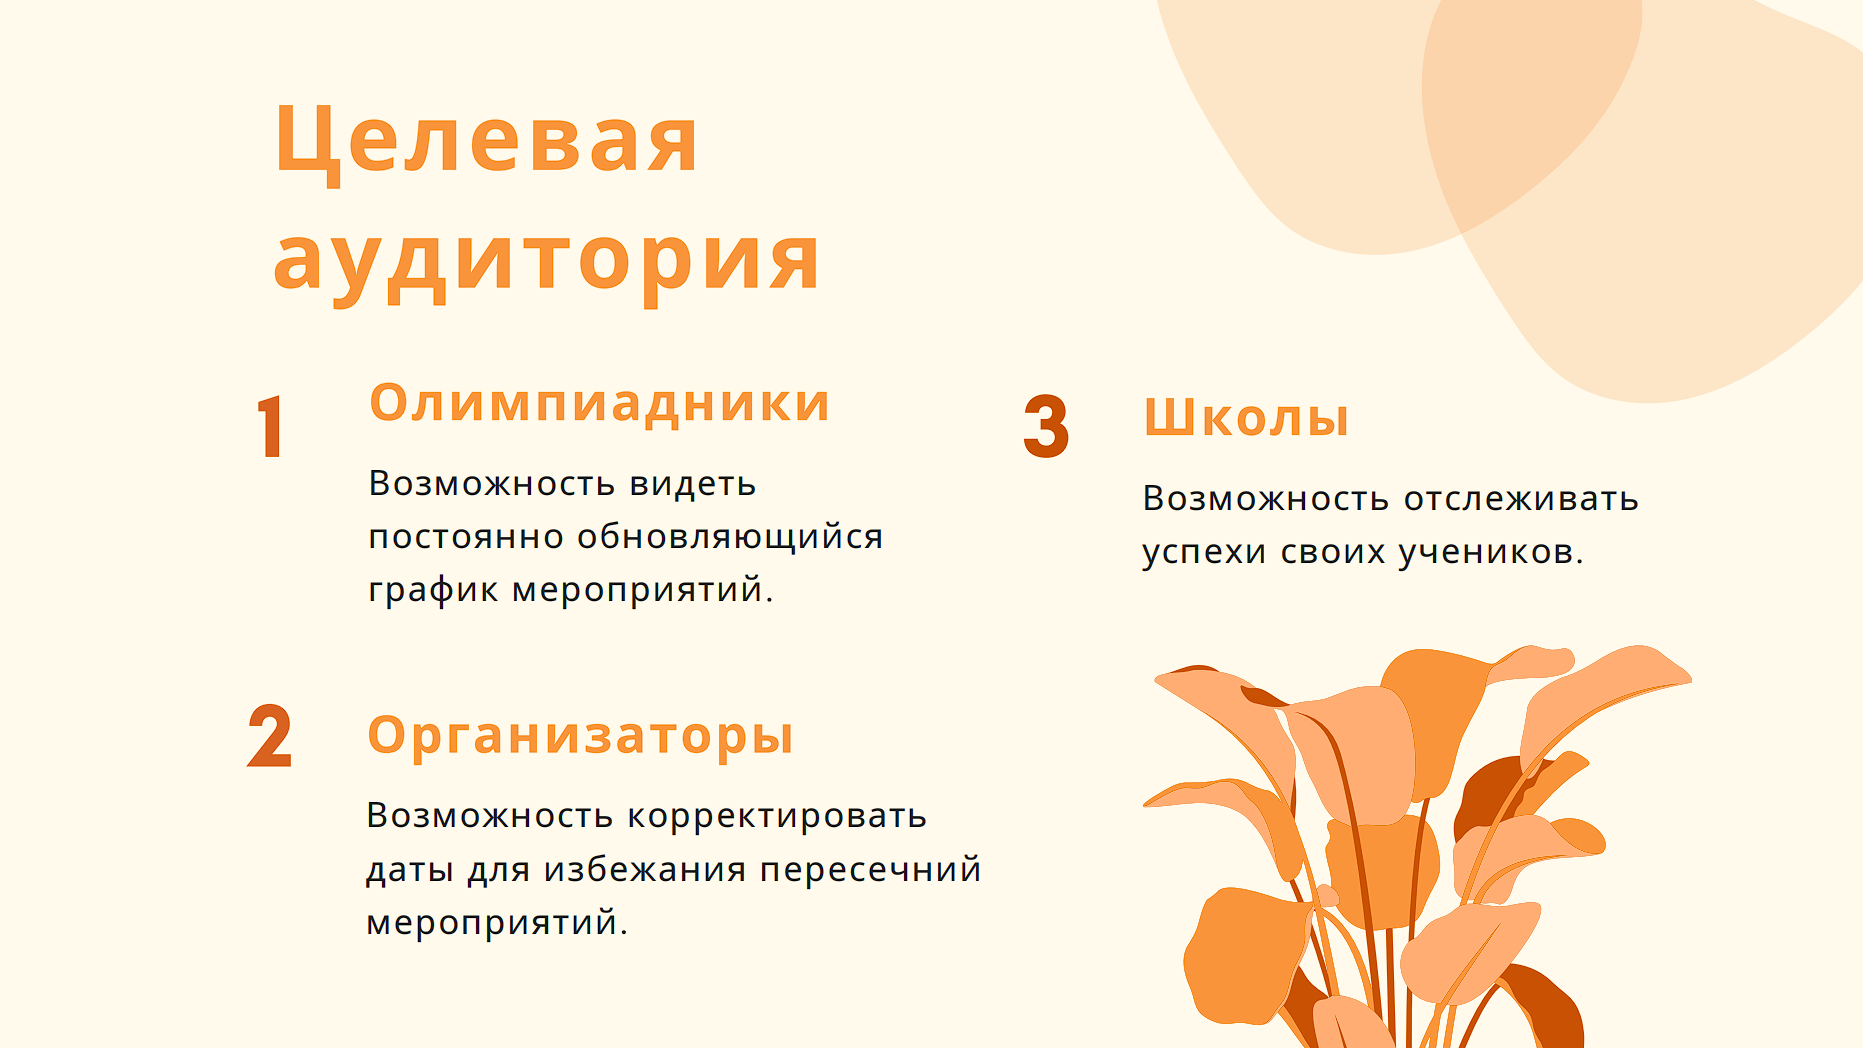 Целевая
аудитория
1
Олимпиадники
Возможность видеть
постоянно обновляющийся
график мероприятий.
2
Организаторы
Возможность корректировать
даты для избежания пересечний
мероприятий.
3
Школы
Возможность отслеживать
успехи своих учеников.